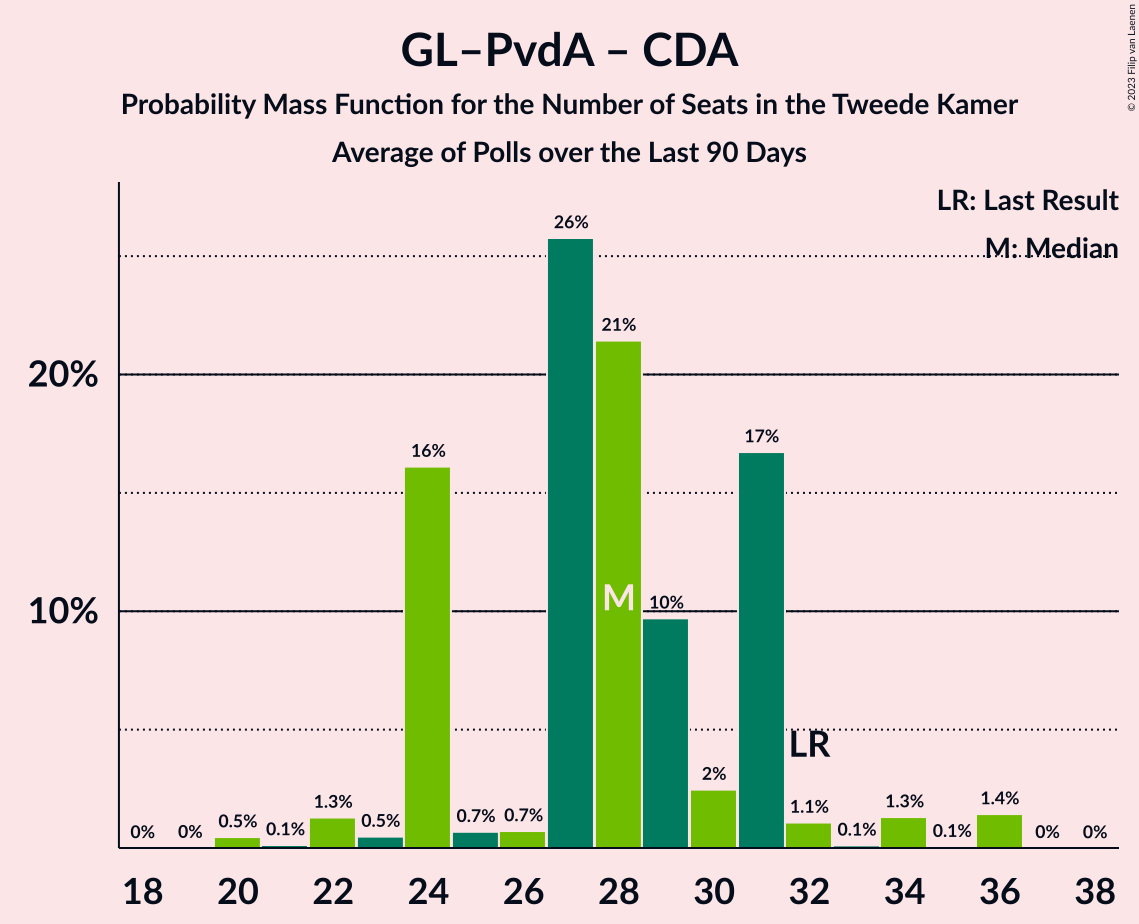 GL–PvdA – CDA
Probability Mass Function for the Number of Seats in the Tweede Kamer
Average of Polls over the Last 90 Days
© 2023 Filip van Laenen
LR: Last Result
M: Median
26%
21%
20%
17%
16%
M
10%
10%
LR
2%
0% 0% 0.5% 0.1% 1.3% 0.5% 0.7% 0.7% 1.1% 0.1% 1.3% 0.1% 1.4% 0% 0%
18 20 22 24 26 28 30 32 34 36 38